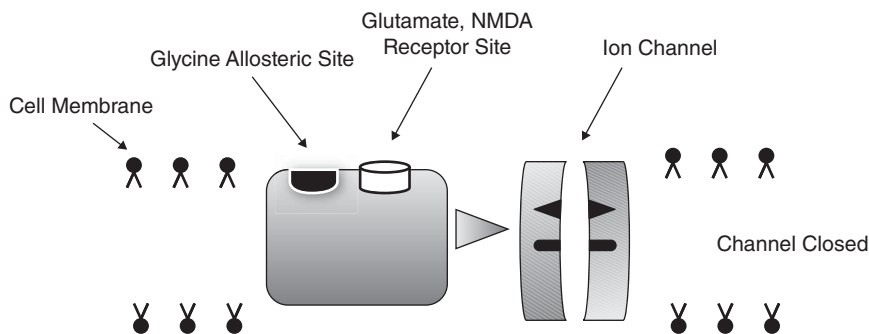 Glutamate, NMDA
Receptor Site
Glycine Allosteric Site
Ion Channel
Cell Membrane
Channel Closed